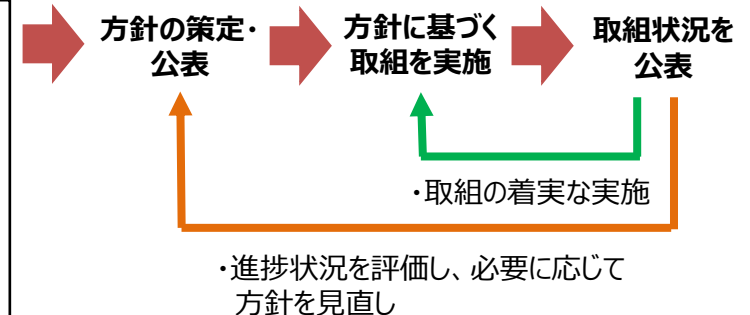 方針の策定・
公表
方針に基づく
取組を実施
取組状況を
公表
・取組の着実な実施
・進捗状況を評価し、必要に応じて
方針を見直し